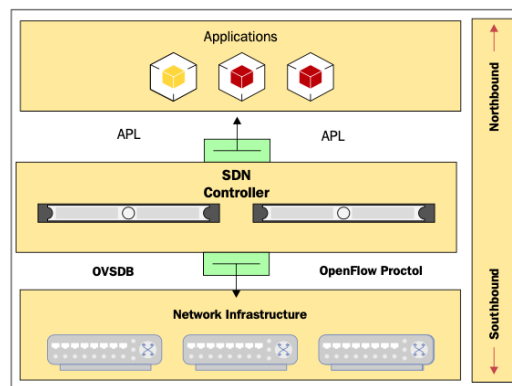 Applications
APL
APL
SDN
Controller
OVSDB
OpenFlow Proctol
Network Infrastructure
Northbound
Southbound